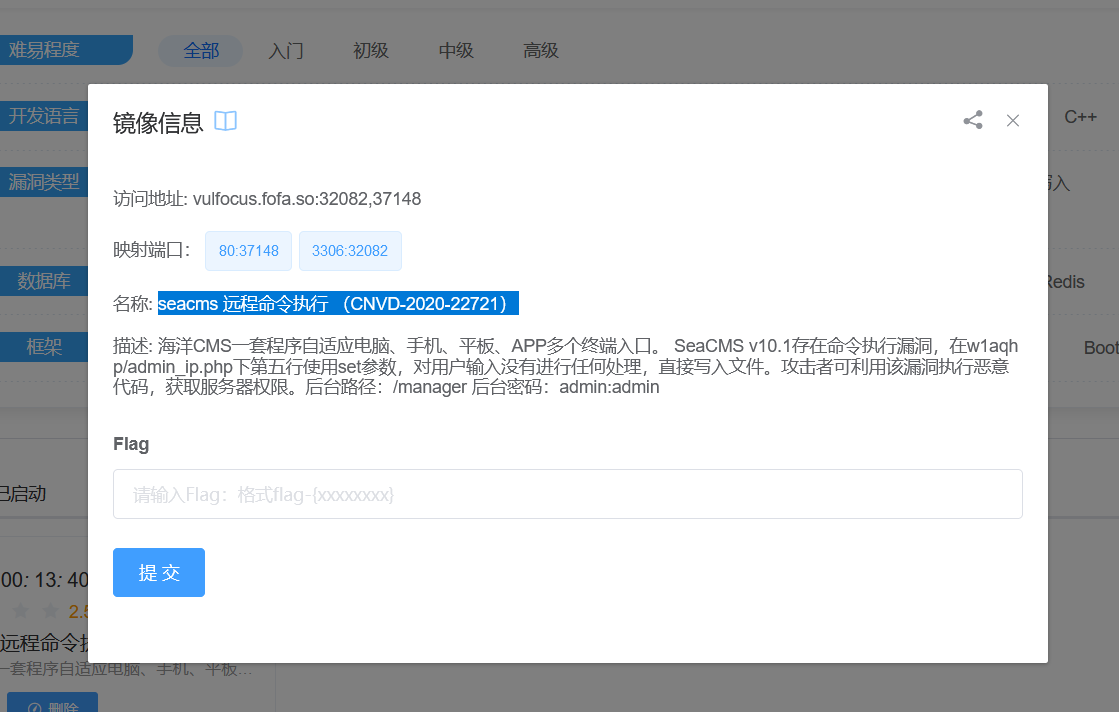 难易程度 全部 入门 初级 中级 高级
开发语言 C++
漏洞类型 写入
数据库 Redis
框架 Boot
镜像信息
访问地址: vulfocus.fofa.so:32082,37148
映射端口： 80:37148 3306:32082
名称: seacms 远程命令执行 （CNVD-2020-22721）
描述: 海洋CMS一套程序自适应电脑、手机、平板、APP多个终端入口。 SeaCMS v10.1存在命令执行漏洞，在w1aqh
p/admin_ip.php下第五行使用set参数，对用户输入没有进行任何处理，直接写入文件。攻击者可利用该漏洞执行恶意
代码，获取服务器权限。后台路径：/manager 后台密码：admin:admin
Flag
请输入Flag：格式flag-{xxxxxxxx}
提 交
已启动
00: 13: 40
2.5
远程命令执
一套程序自适应电脑、手机、平板...
删除